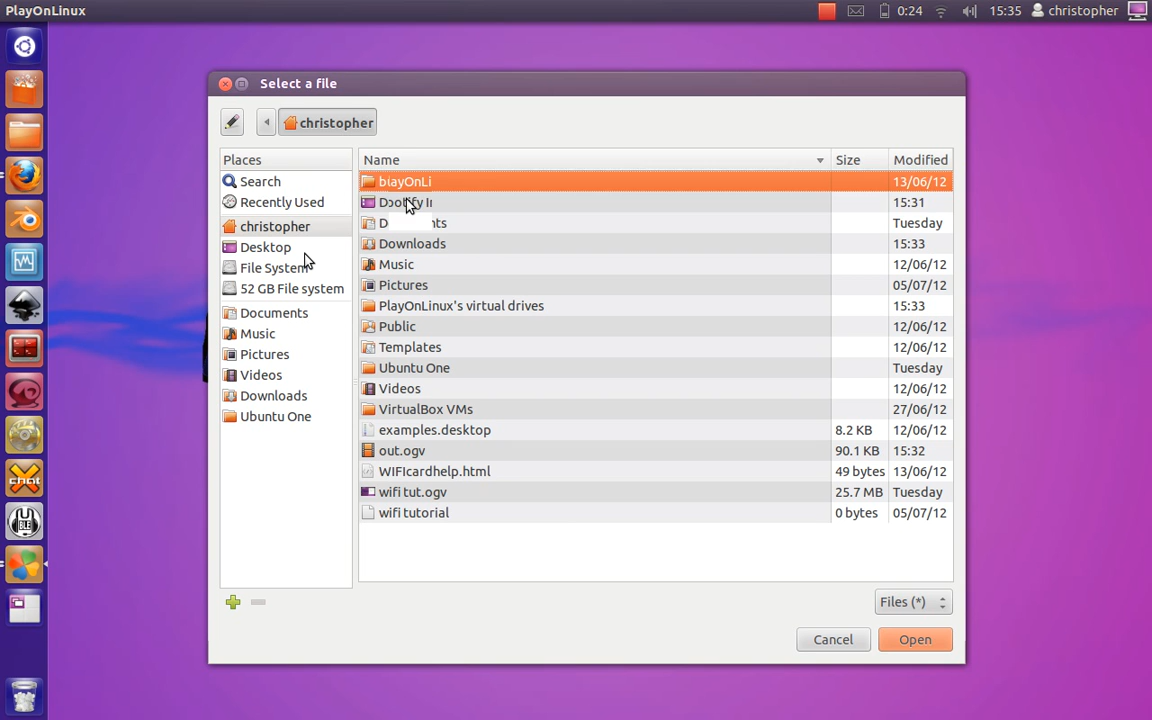 PlayOnLinux
0:24
15:35
christopher
Select a file
christopher
Places
Search
Recently Used
christopher
Desktop
File System
52 GB File system
Documents
Music
Pictures
Videos
Downloads
Ubuntu One
Name Size Modified
13/06/12
15:31
Tuesday
Downloads 15:33
Music 12/06/12
Pictures 05/07/12
PlayOnLinux's virtual drives 15:33
Public 12/06/12
Templates 12/06/12
Ubuntu One Tuesday
Videos 12/06/12
VirtualBox VMs 27/06/12
examples.desktop 8.2 KB 12/06/12
out.ogv 90.1 KB 15:32
WIFIcardhelp.html 49 bytes 13/06/12
wifi tut.ogv 25.7 MB Tuesday
wifi tutorial 0 bytes 05/07/12
Files (*)
Cancel
Open
chat
BLE